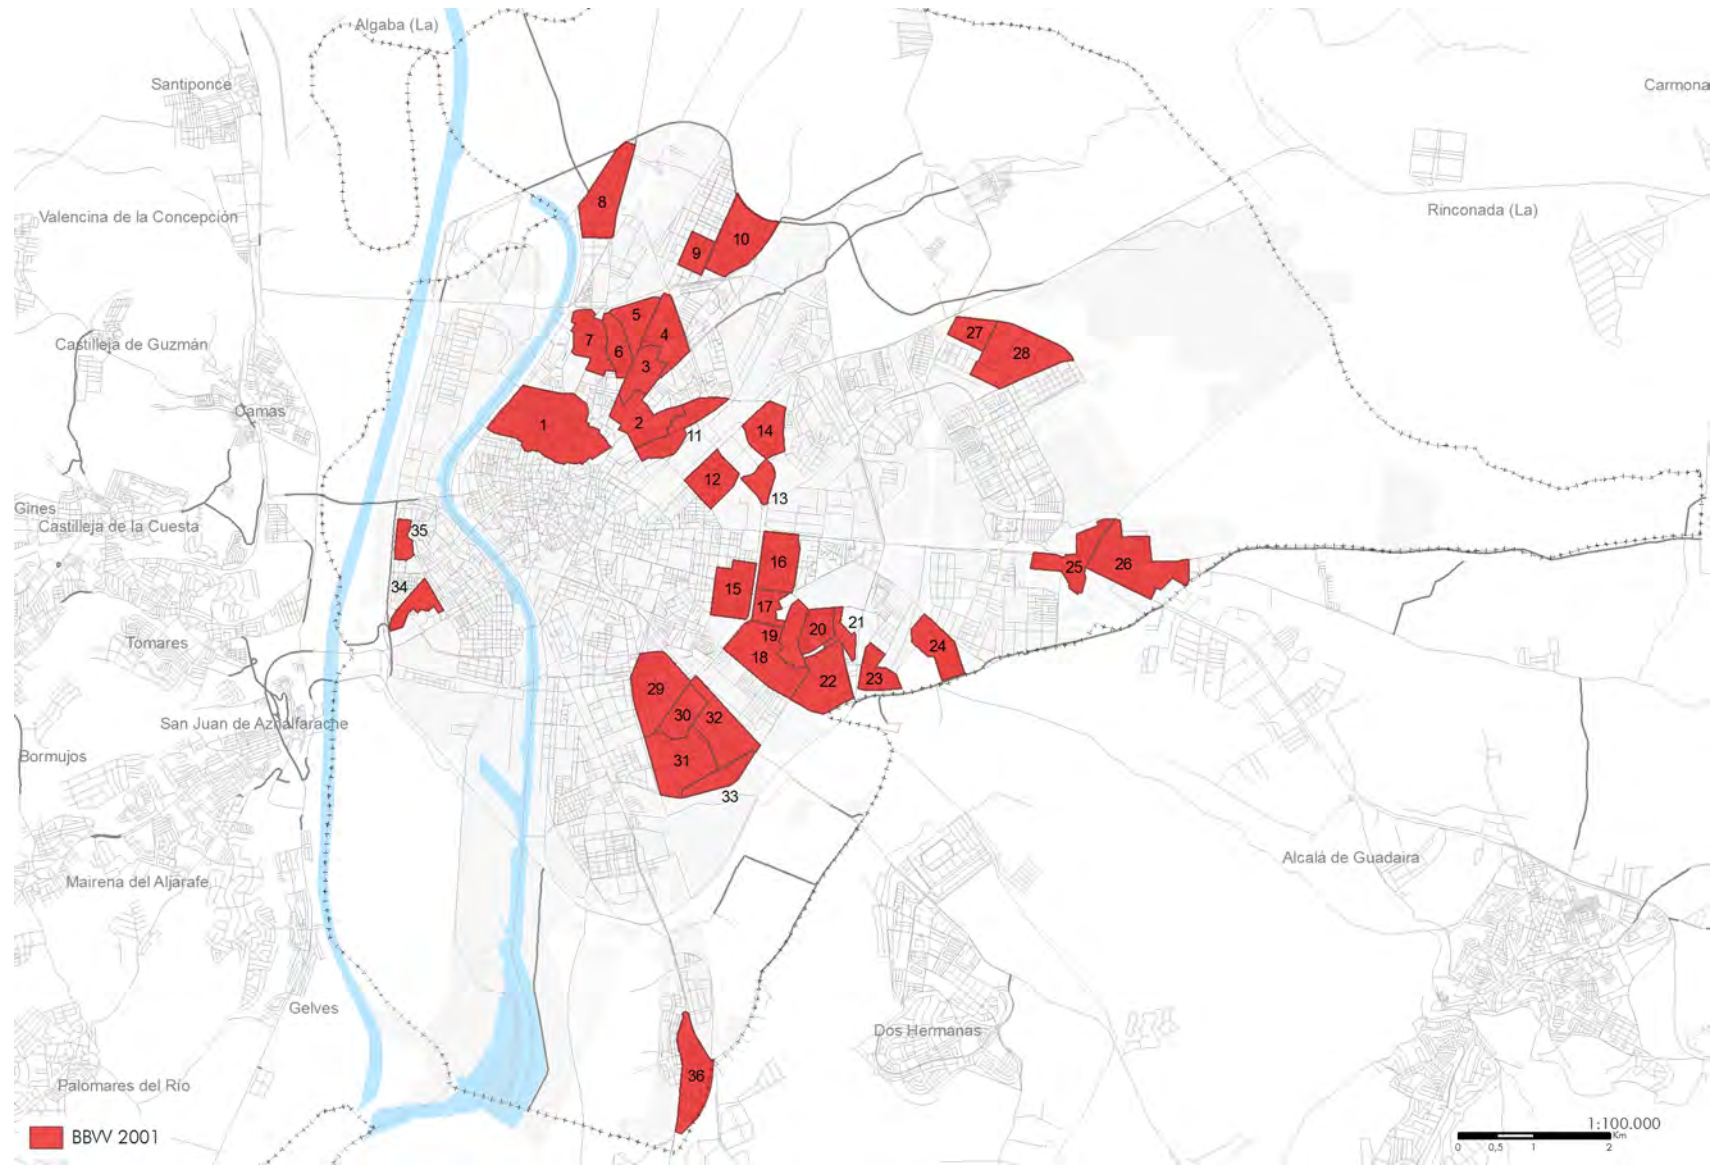 Algaba (La)
Santiponce
Carmona
Valencina de la Concepción
Rinconada (La)
8
10
9
5
7
6
4
3
27
28
Castilleja de Guzmán
Camas
1
2
11
14
12
13
Gines
Castilleja de la Cuesta
35
34
16
15
17
25
26
Tomares
19
20
21
18
22
23
24
29
30
32
31
33
San Juan de Aznalfarache
Bormujos
Mairena del Aljarafe
Alcalá de Guadaira
Gelves
Dos Hermanas
36
Palomares del Río
BBVV 2001
1:100.000
Km
0 0,5 1 2